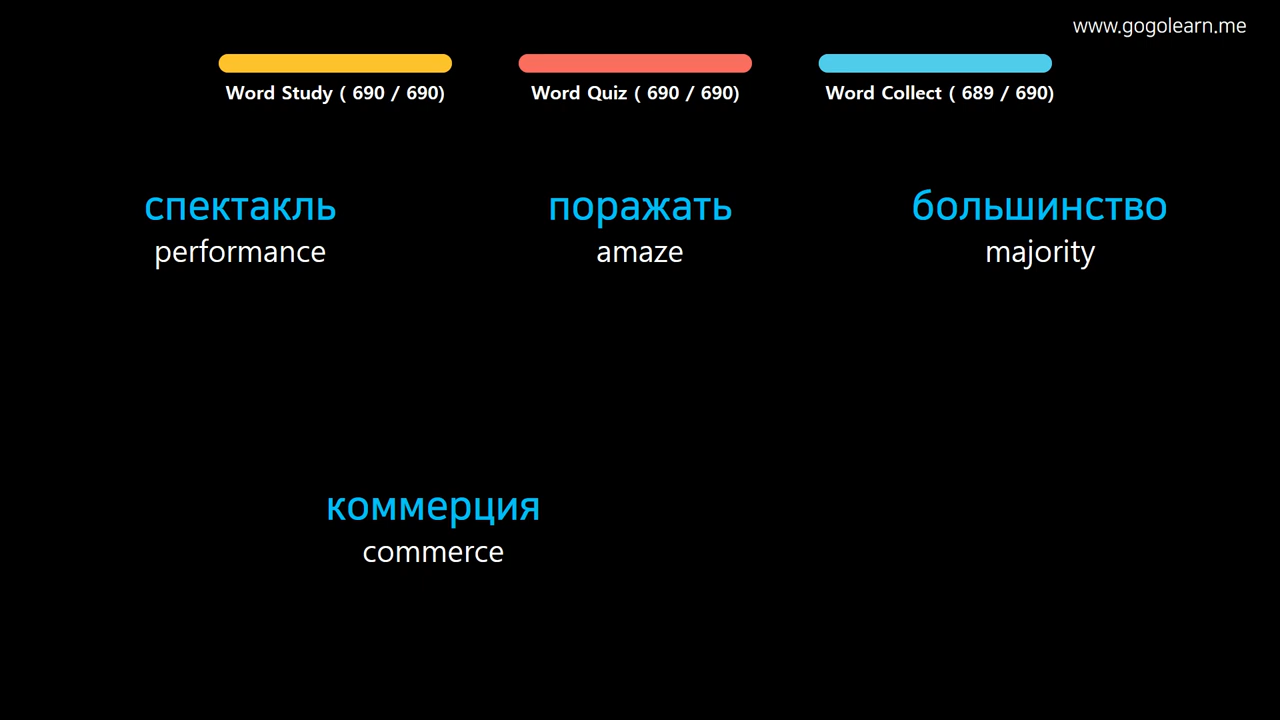 www.gogolearn.me
Word Study ( 690 / 690)
Word Quiz ( 690 / 690)
Word Collect ( 689 / 690)
спектакль
performance
поражать
amaze
большинство
majority
коммерция
commerce